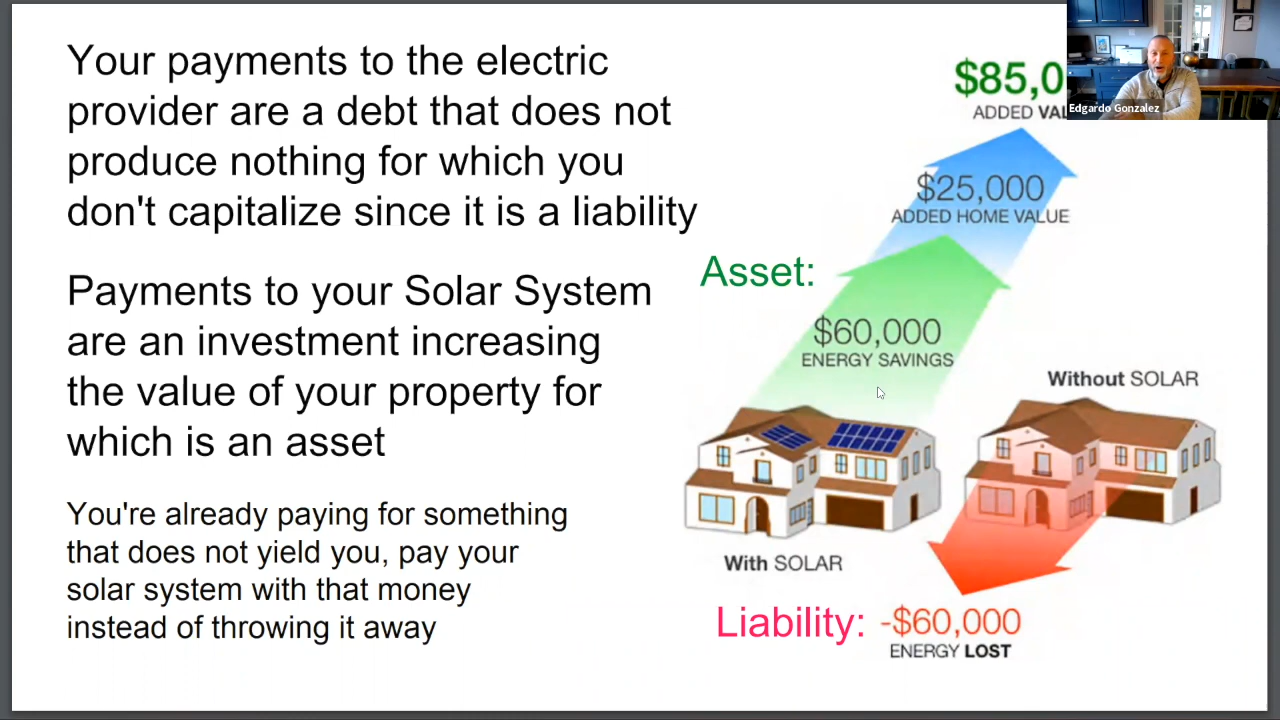 Your payments to the electric
provider are a debt that does not
produce nothing for which you
don't capitalize since it is a liability
Payments to your Solar System
are an investment increasing
the value of your property for
which is an asset
You're already paying for something
that does not yield you, pay your
solar system with that money
instead of throwing it away
$85,0
ADDED VAL
Edgardo Gonzalez
$25,000
ADDED HOME VALUE
Asset:
$60,000
ENERGY SAVINGS
Without SOLAR
With SOLAR
Liability: -$60,000
ENERGY LOST